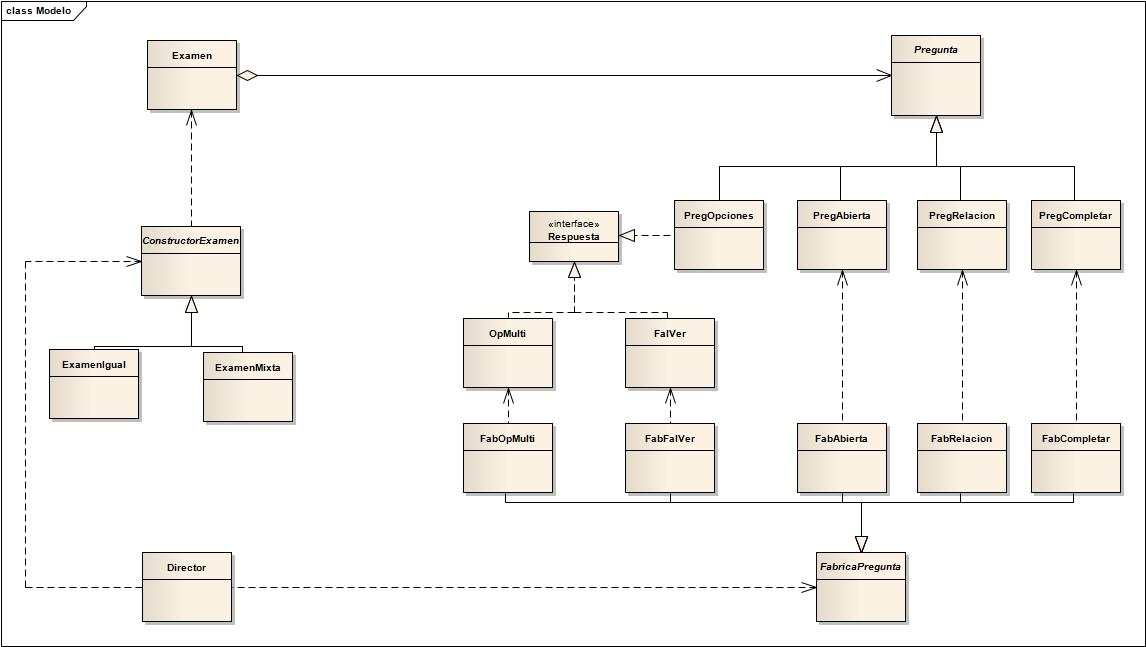 class Modelo
Examen
Pregunta
PregOpciones
PregAbierta
PregRelacion
PregCompletar
«interface»
Respuesta
ConstructorExamen
OpMulti
FalVer
ExamenIgual
ExamenMixta
FabOpMulti
FabFalVer
FabAbierta
FabRelacion
FabCompletar
Director
FabricaPregunta